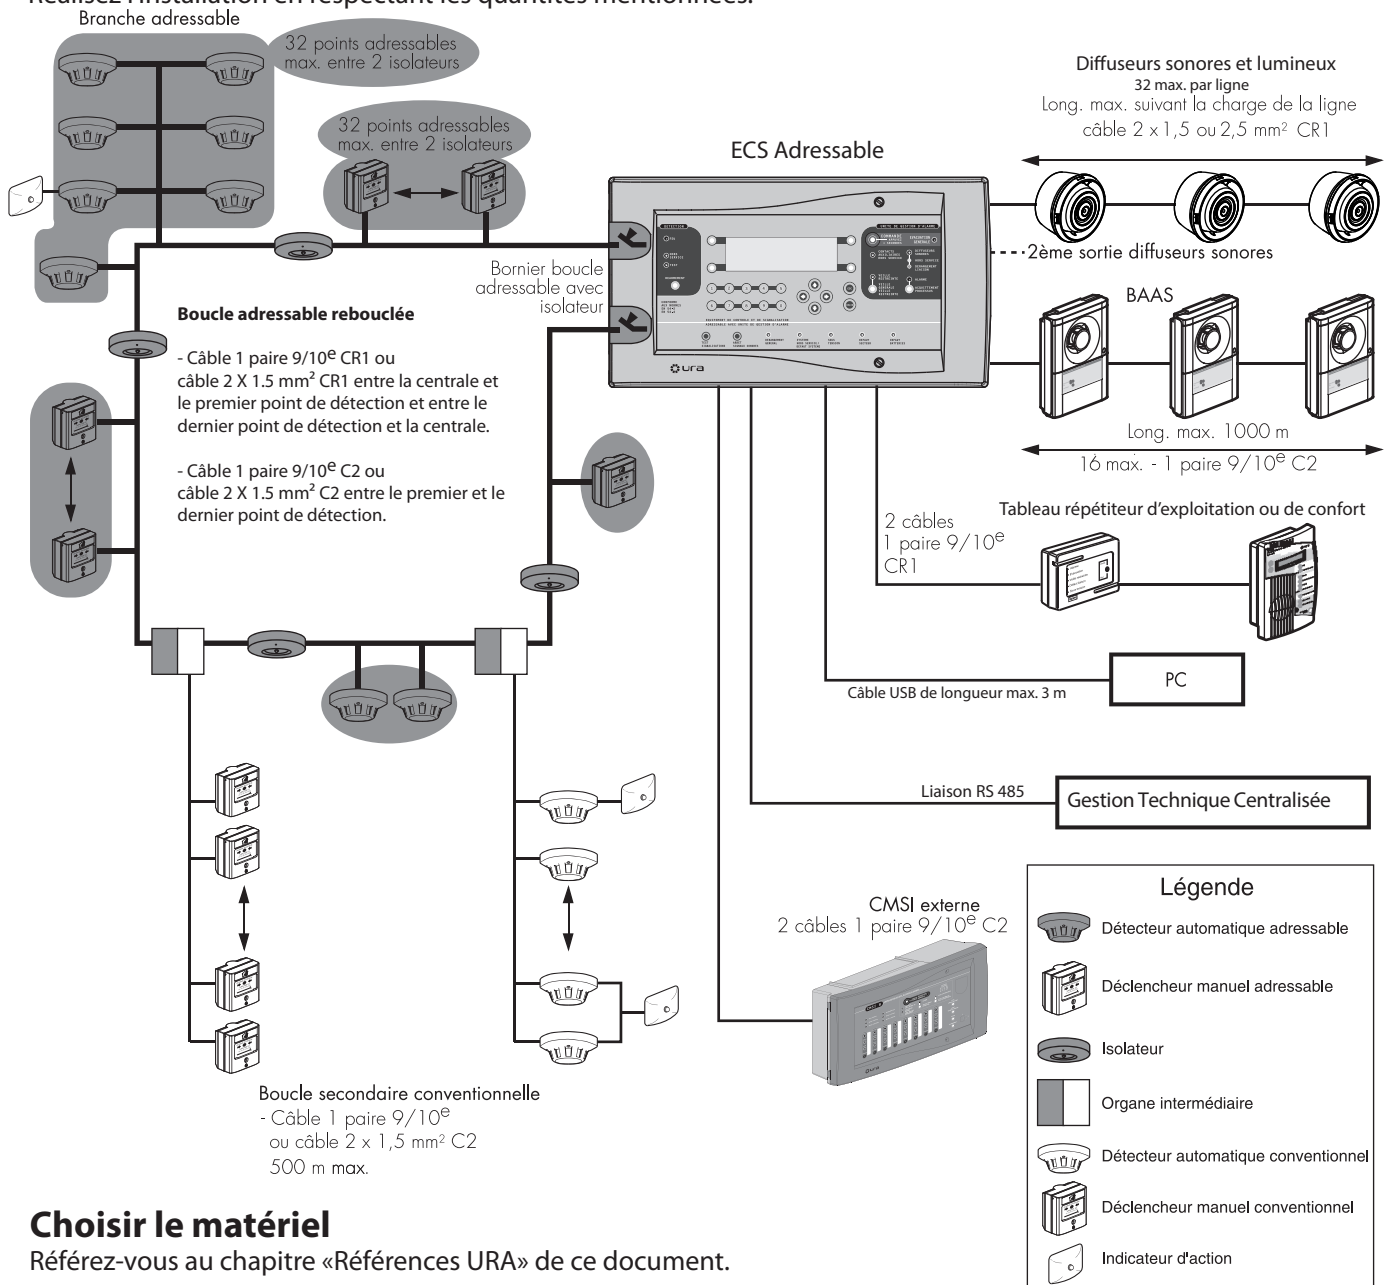 Réalisez l'installation en respectant les quantités mentionnées.
Branche adressable
32 points adressables
max. entre 2 isolateurs
32 points adressables
max. entre 2 isolateurs
ECS Adressable
Diffuseurs sonores et lumineux
32 max. par ligne
Long. max. suivant la charge de la ligne
câble 2 x 1,5 ou 2,5 mm² CR1
2ème sortie diffuseurs sonores
Bornier boucle
adressable avec
isolateur
BAAS
Long. max. 1000 m
16 max. - 1 paire 9/10e C2
Boucle adressable rebouclée
- Câble 1 paire 9/10e CR1 ou
câble 2 X 1.5 mm² CR1 entre la centrale et
le premier point de détection et entre le
dernier point de détection et la centrale.
- Câble 1 paire 9/10e C2 ou
câble 2 X 1.5 mm² C2 entre le premier et le
dernier point de détection.
ura
2 câbles
1 paire 9/10e
CR1
Tableau répétiteur d'exploitation ou de confort
Câble USB de longueur max. 3 m
PC
Liaison RS 485
Gestion Technique Centralisée
CMSI externe
2 câbles 1 paire 9/10e C2
ura
Boucle secondaire conventionnelle
- Câble 1 paire 9/10e
ou câble 2 x 1,5 mm² C2
500 m max.
Légende
Détecteur automatique adressable
Déclencheur manuel adressable
Isolateur
Organe intermédiaire
Détecteur automatique conventionnel
Déclencheur manuel conventionnel
Indicateur d'action
Choisir le matériel
Référez-vous au chapitre «Références URA» de ce document.